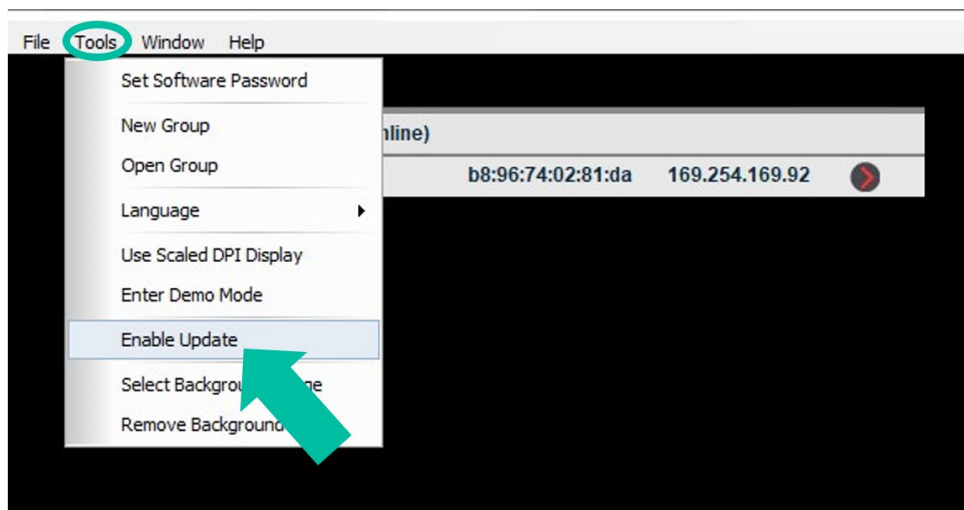 File Tools Window Help
Set Software Password
New Group
nline)
Open Group
b8:96:74:02:81:da 169.254.169.92
Language
Use Scaled DPI Display
Enter Demo Mode
Enable Update
Select
Remove Background